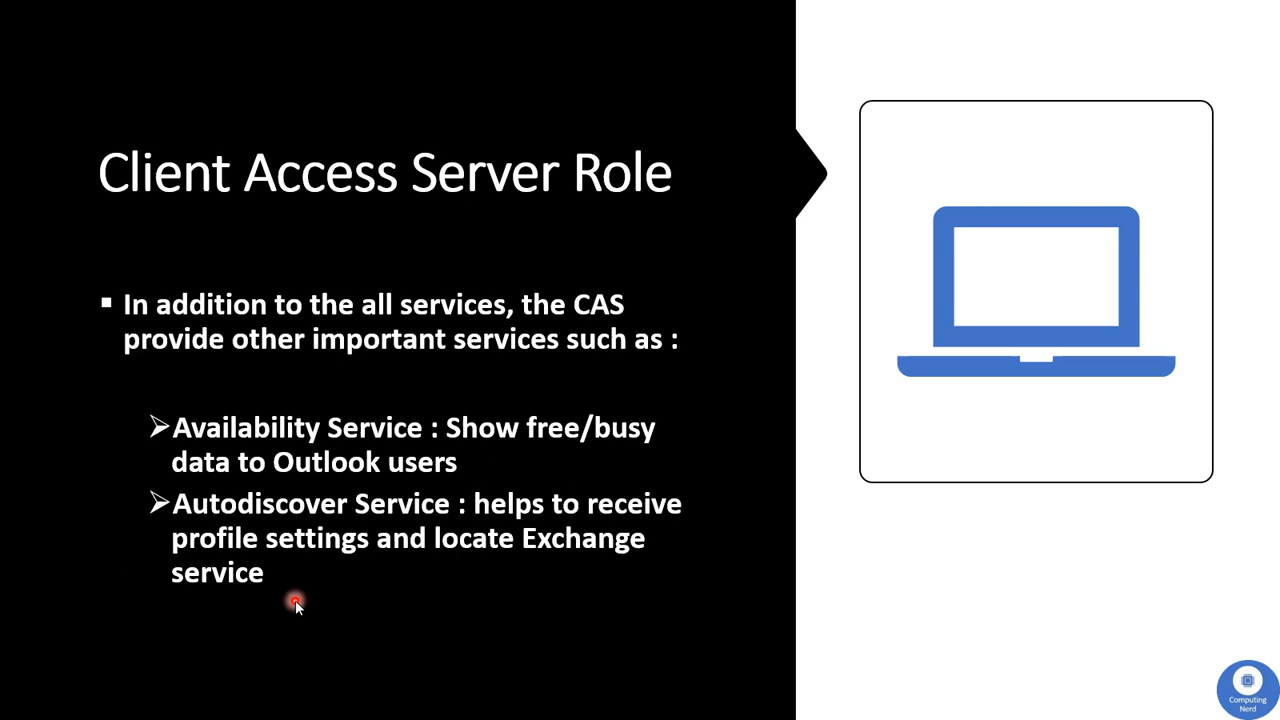 Client Access Server Role
▪ In addition to the all services, the CAS
provide other important services such as :
➢Availability Service : Show free/busy
data to Outlook users
➢Autodiscover Service : helps to receive
profile settings and locate Exchange
service
Computing
Nerd